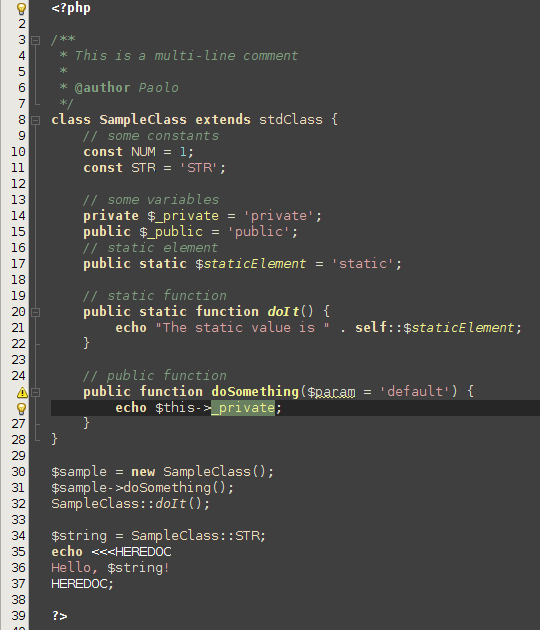 <?php
2
3 /**
4  * This is a multi-line comment
5  *
6  * @author Paolo
7  */
8 class SampleClass extends stdClass {
9     // some constants
10     const NUM = 1;
11     const STR = 'STR';
12
13     // some variables
14     private $_private = 'private';
15     public $_public = 'public';
16     // static element
17     public static $staticElement = 'static';
18
19     // static function
20     public static function doIt() {
21         echo "The static value is " . self::$staticElement;
22     }
23
24     // public function
    public function doSomething($param = 'default') {
        echo $this->_private;
27     }
28 }
29
30 $sample = new SampleClass();
31 $sample->doSomething();
32 SampleClass::doIt();
33
34 $string = SampleClass::STR;
35 echo <<<HEREDOC
36 Hello, $string!
37 HEREDOC;
38
39 ?>